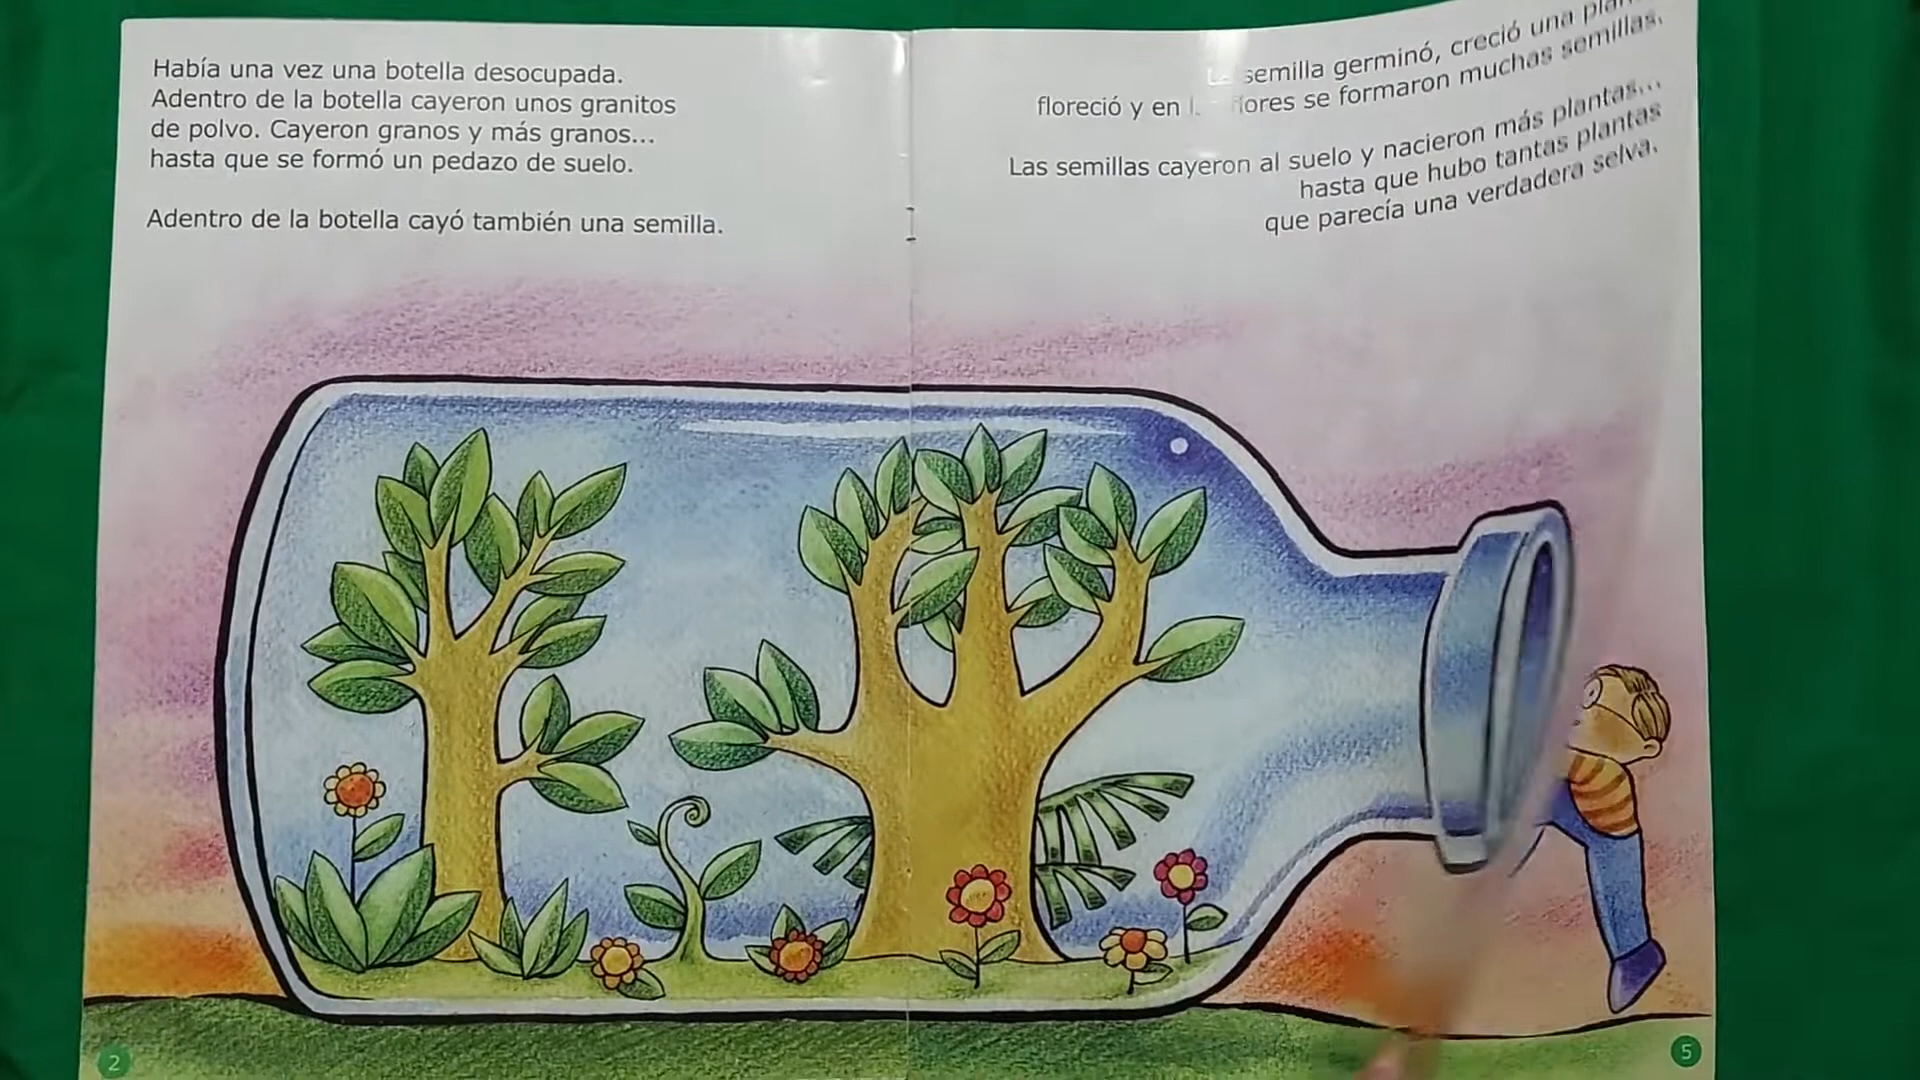 Había una vez una botella desocupada.
Adentro de la botella cayeron unos granitos
de polvo. Cayeron granos y más granos...
hasta que se formó un pedazo de suelo.
Adentro de la botella cayó también una semilla.
semilla germinó, creció una
floreció y en flores se formaron muchas semillas.
Las semillas cayeron al suelo y nacieron más plantas...
hasta que hubo tantas plantas
que parecía una verdadera selva.
2
5